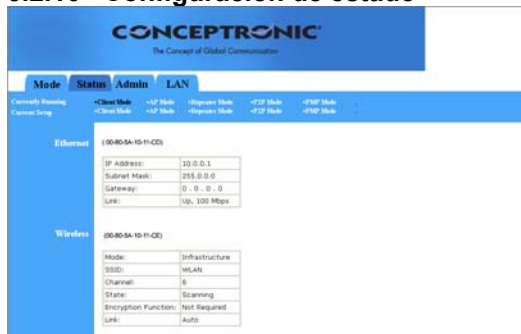 CONCEPTRONIC
The Concept of Global Communication
Mode Status Admin LAN
Currently Running •Client Mode •AP Mode •Repeater Mode •P2P Mode •PMP Mode
Current Setup •Client Mode •AP Mode •Repeater Mode •P2P Mode •PMP Mode
Ethernet (00-80-5A-10-11-CD)
IP Address: 10.0.0.1
Subnet Mask: 255.0.0.0
Gateway: 0 . 0 . 0 . 0
Link: Up, 100 Mbps
Wireless (00-80-5A-10-11-CE)
Mode: Infrastructure
SSID: WLAN
Channel: 6
State: Scanning
Encryption Function: Not Required
Link: Auto